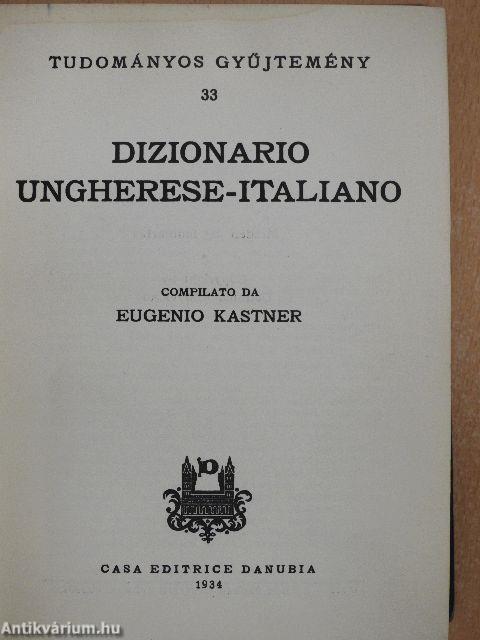 TUDOMÁNYOS GYŰJTEMÉNY
33
DIZIONARIO
UNGHERESE-ITALIANO
COMPILATO DA
EUGENIO KASTNER
CASA EDITRICE DANUBIA
1934
Antikvárium.hu